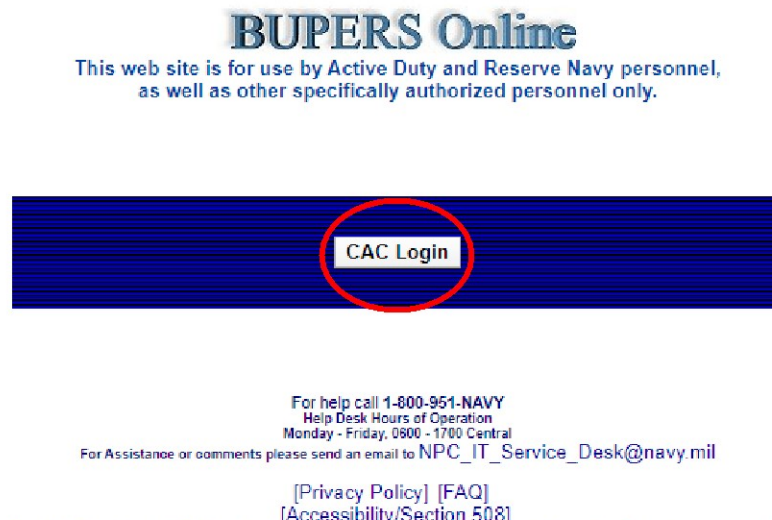 BUPERS Online
This web site is for use by Active Duty and Reserve Navy personnel,
as well as other specifically authorized personnel only.
CAC Login
For help call 1-800-951-NAVY
Help Desk Hours of Operation
Monday - Friday, 0600 - 1700 Central
For Assistance or comments please send an email to NPC_IT_Service_Desk@navy.mil
[Privacy Policy] [FAQ]
[Accessibility/Section 508]